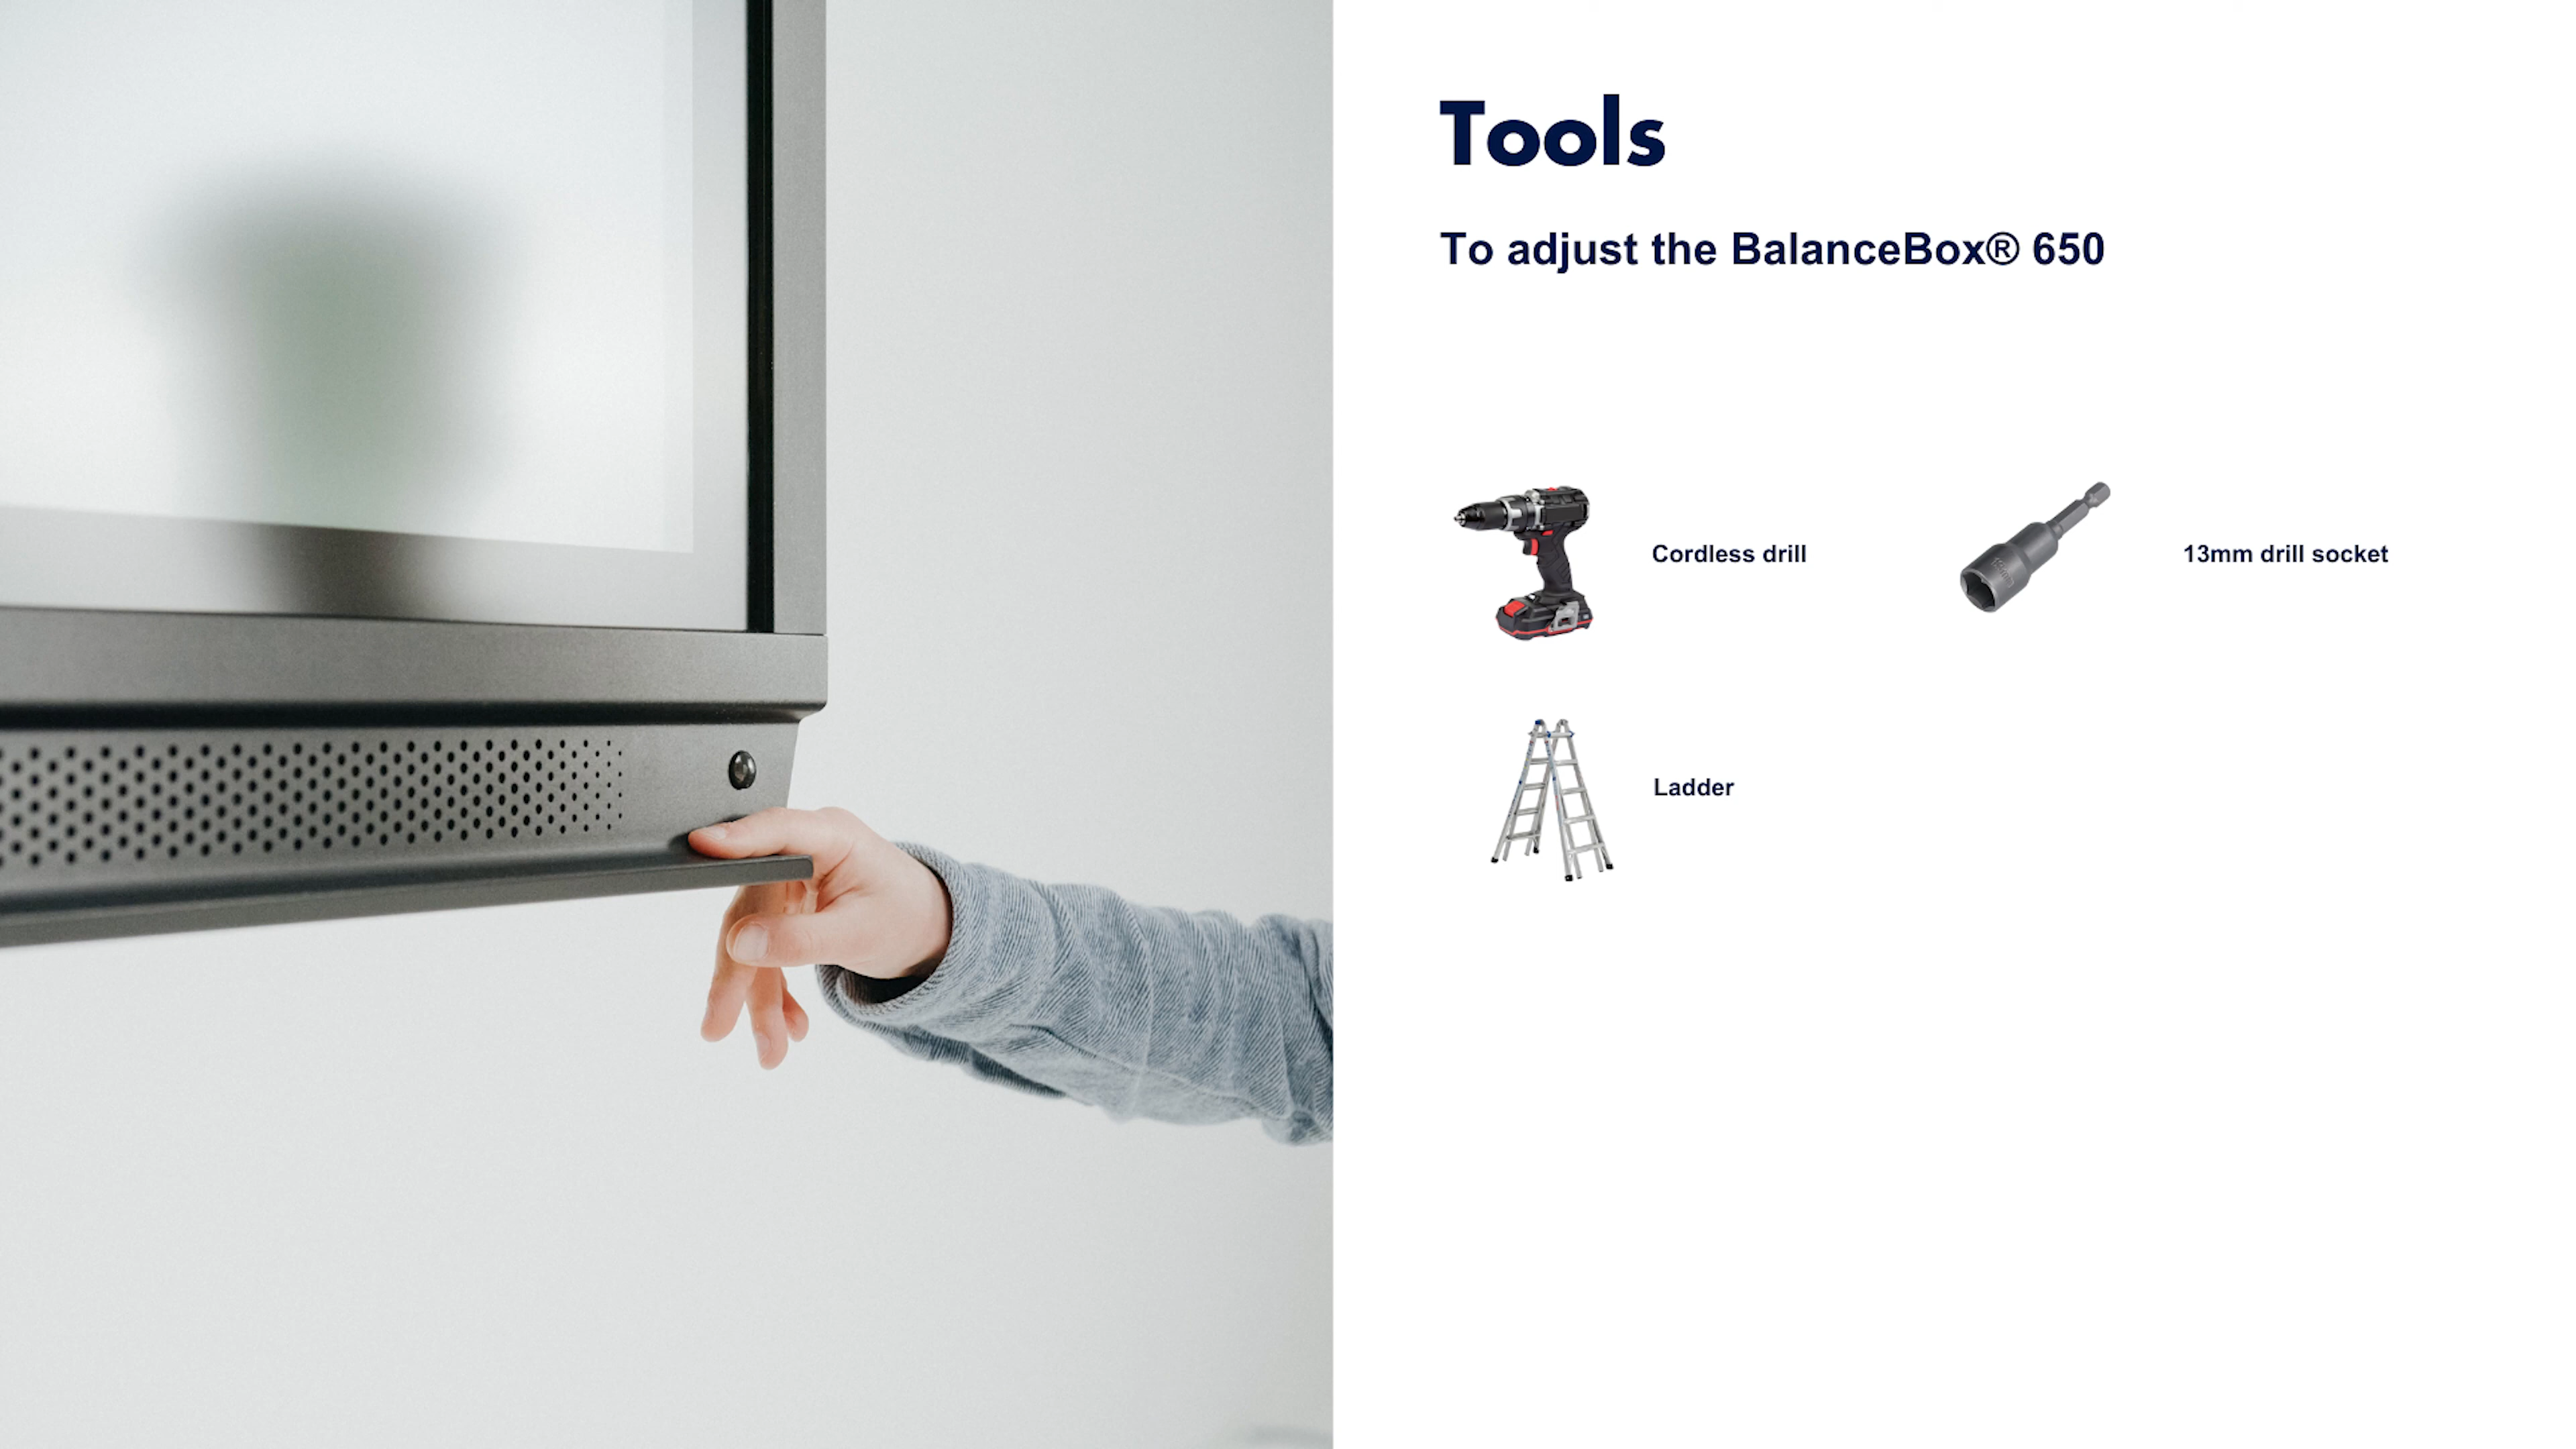 Tools
To adjust the BalanceBox® 650
Cordless drill
13mm drill socket
Ladder